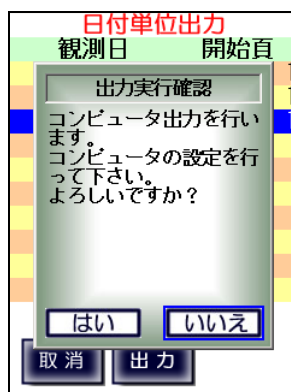 日付単位出力
観測日 開始頁
出力実行確認
コンピュータ出力を行い
ます。
コンピュータの設定を行
って下さい。
よろしいですか？
はい いいえ
取消 出力